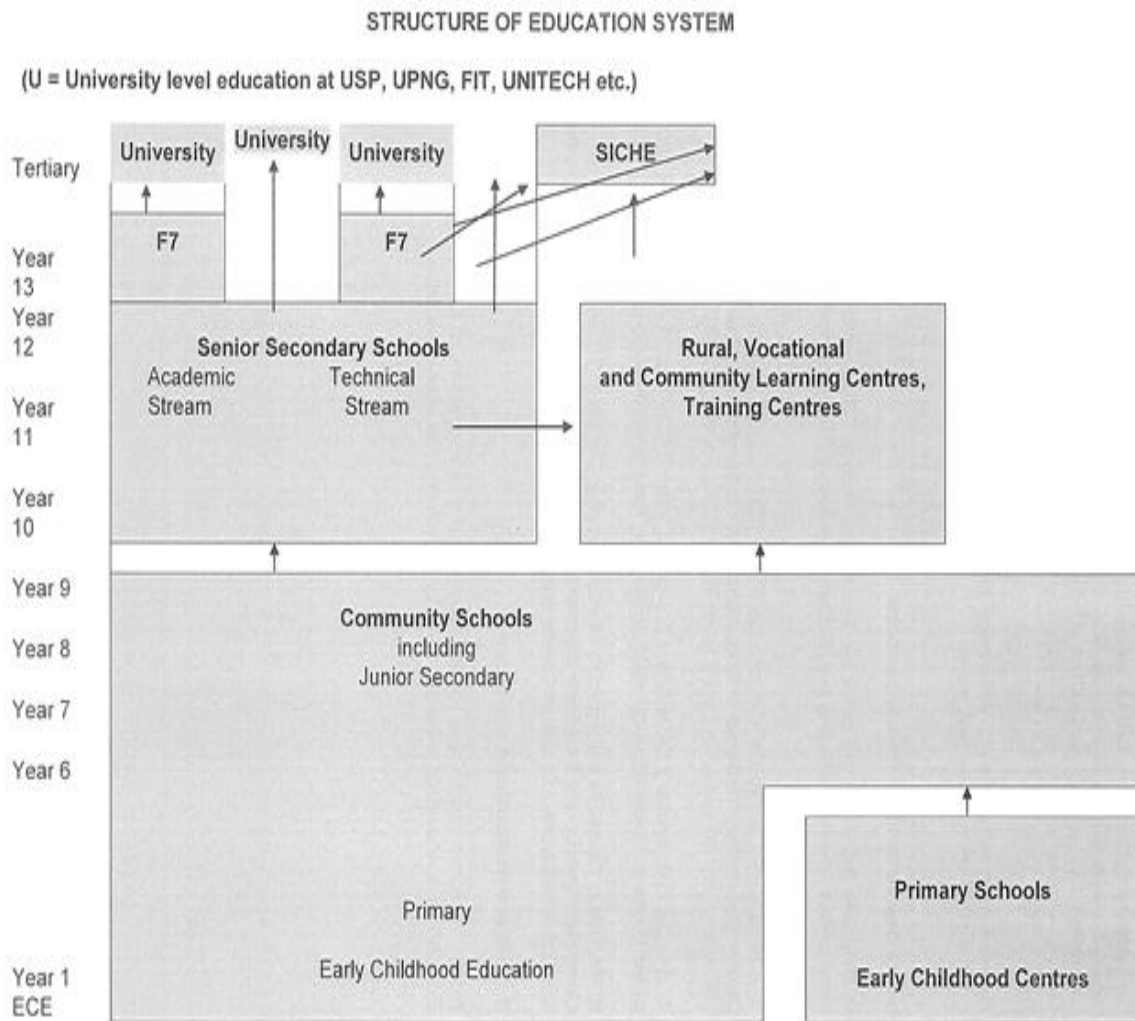 STRUCTURE OF EDUCATION SYSTEM
(U = University level education at USP, UPNG, FIT, UNITECH etc.)
Tertiary
University
University
University
SICHE
Year
13
F7
F7
Year
12
Senior Secondary Schools
Academic
Stream
Technical
Stream
Rural, Vocational
and Community Learning Centres,
Training Centres
Year
11
Year
10
Year 9
Community Schools
including
Junior Secondary
Year 8
Year 7
Year 6
Primary Schools
Primary
Early Childhood Education
Early Childhood Centres
Year 1
ECE